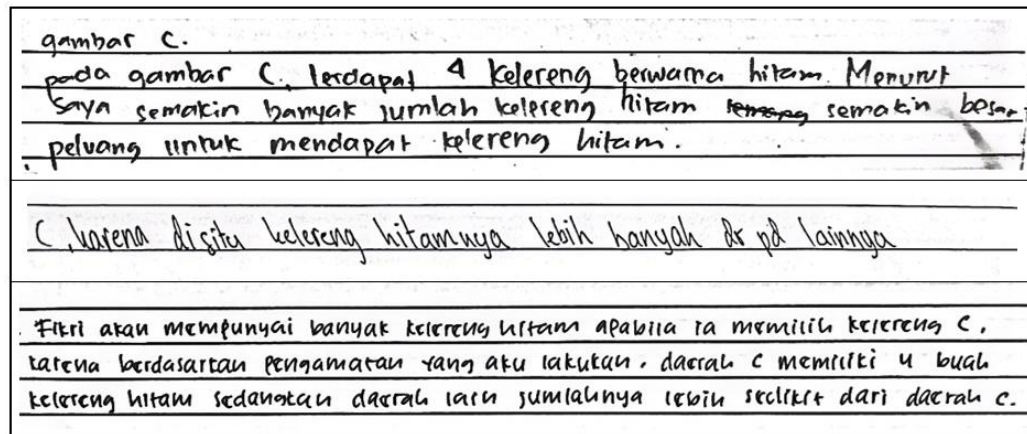 gambar C.
pada gambar C, terdapat 4 kelereng berwarna hitam. Menurut
Saya semakin banyak jumlah kelereng hitam semakin besar
peluang untuk mendapat kelereng hitam.
C, karena disitu kelereng hitamnya lebih banyak dr pd lainnya
Fikri akan mempunyai banyak kelereng hitam apabila ia memilih kelereng C,
karena berdasarkan pengamatan yang aku lakukan. daerah C memiliki 4 buah
kelereng hitam sedangkan daerah lain jumlahnya lebih sedikit dari daerah C.